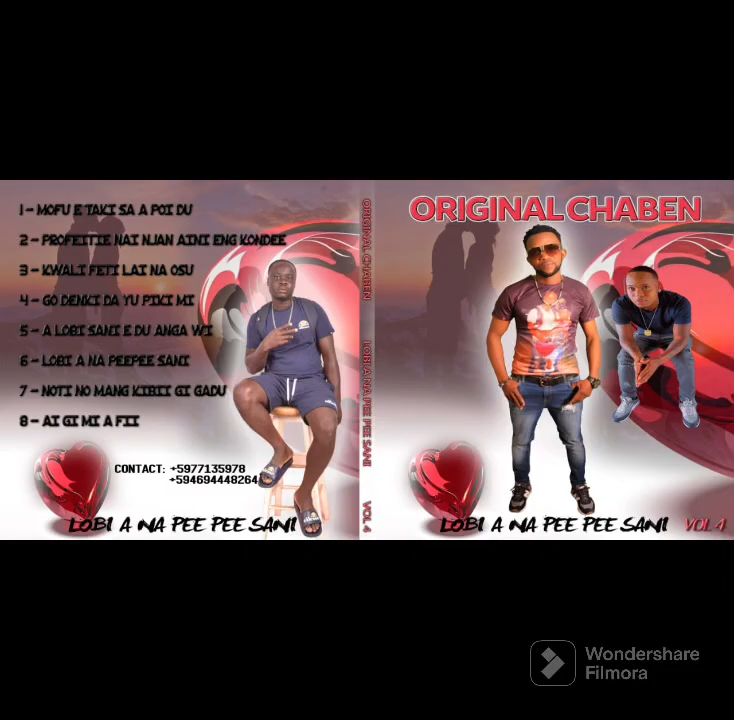 1 - MOFU E TAKI SA A POI DU
2 - PROFEITIE NAI NJAN AINI ENG KONDEE
3 - KWALI FETI LAI NA OSU
4 - GO DENKI DA YU PIKI MI
5 - A LOBI SANI E DU ANGA WI
6 - LOBI A NA PEEPEE SANI
7 - NOTI NO MANG KIBII GI GADU
8 - AI GI MI A FII
CONTACT: +5977135978
+594694448264
LOBI A NA PEE PEE SANI
ORIGINAL CHABEN LOBI A NA PEE PEE SANI VOL 4
ORIGINAL CHABEN
LOBI A NA PEE PEE SANI VOL 4
Wondershare
Filmora